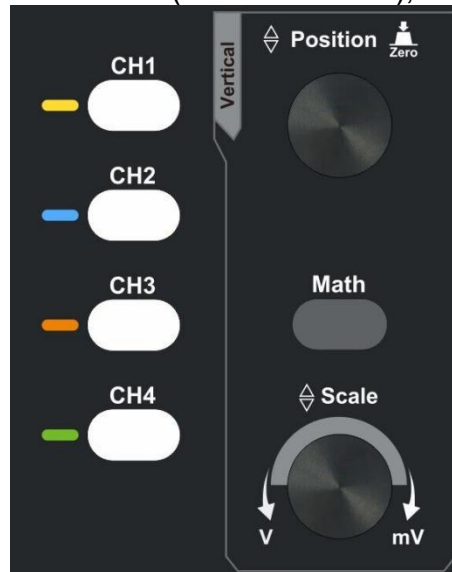 Position
Zero
Vertical
CH1
CH2
CH3
Math
CH4
Scale
V
mV